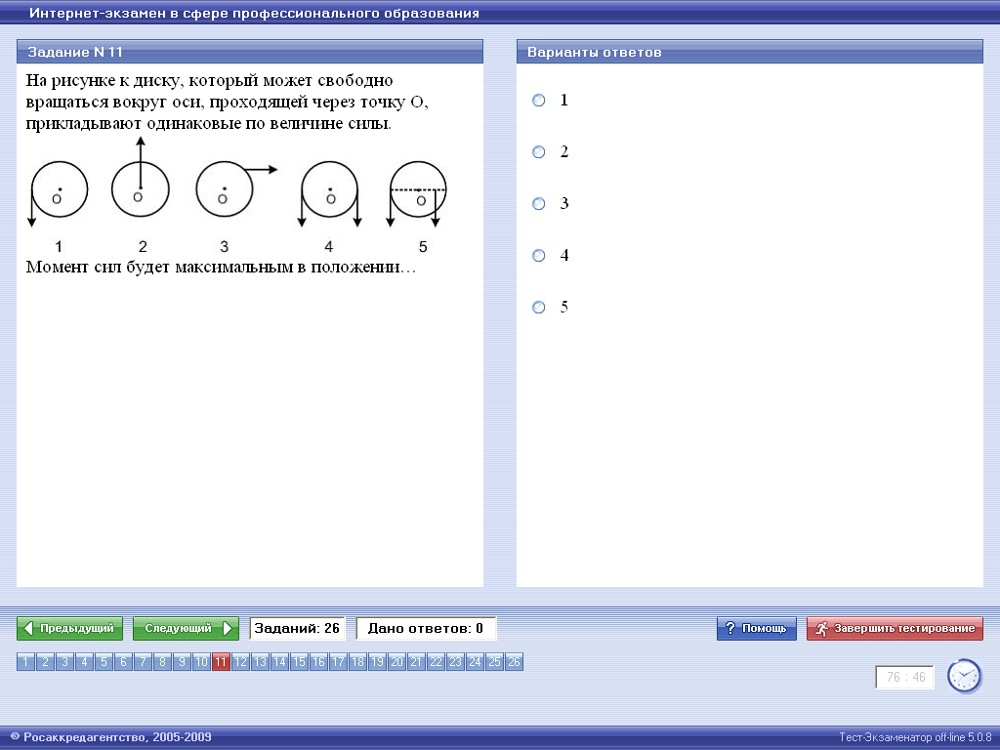 Интернет-экзамен в сфере профессионального образования
Задание N 11
На рисунке к диску, который может свободно
вращаться вокруг оси, проходящей через точку О,
прикладывают одинаковые по величине силы.
О О О О О
1 2 3 4 5
Момент сил будет максимальным в положении…
Варианты ответов
1
2
3
4
5
Предыдущий Следующий Заданий: 26 Дано ответов: 0 ? Помощь Завершить тестирование
1 2 3 4 5 6 7 8 9 10 11 12 13 14 15 16 17 18 19 20 21 22 23 24 25 26
76 : 46
© Росаккредагентство, 2005-2009 Тест-Экзаменатор off-line 5.0.8